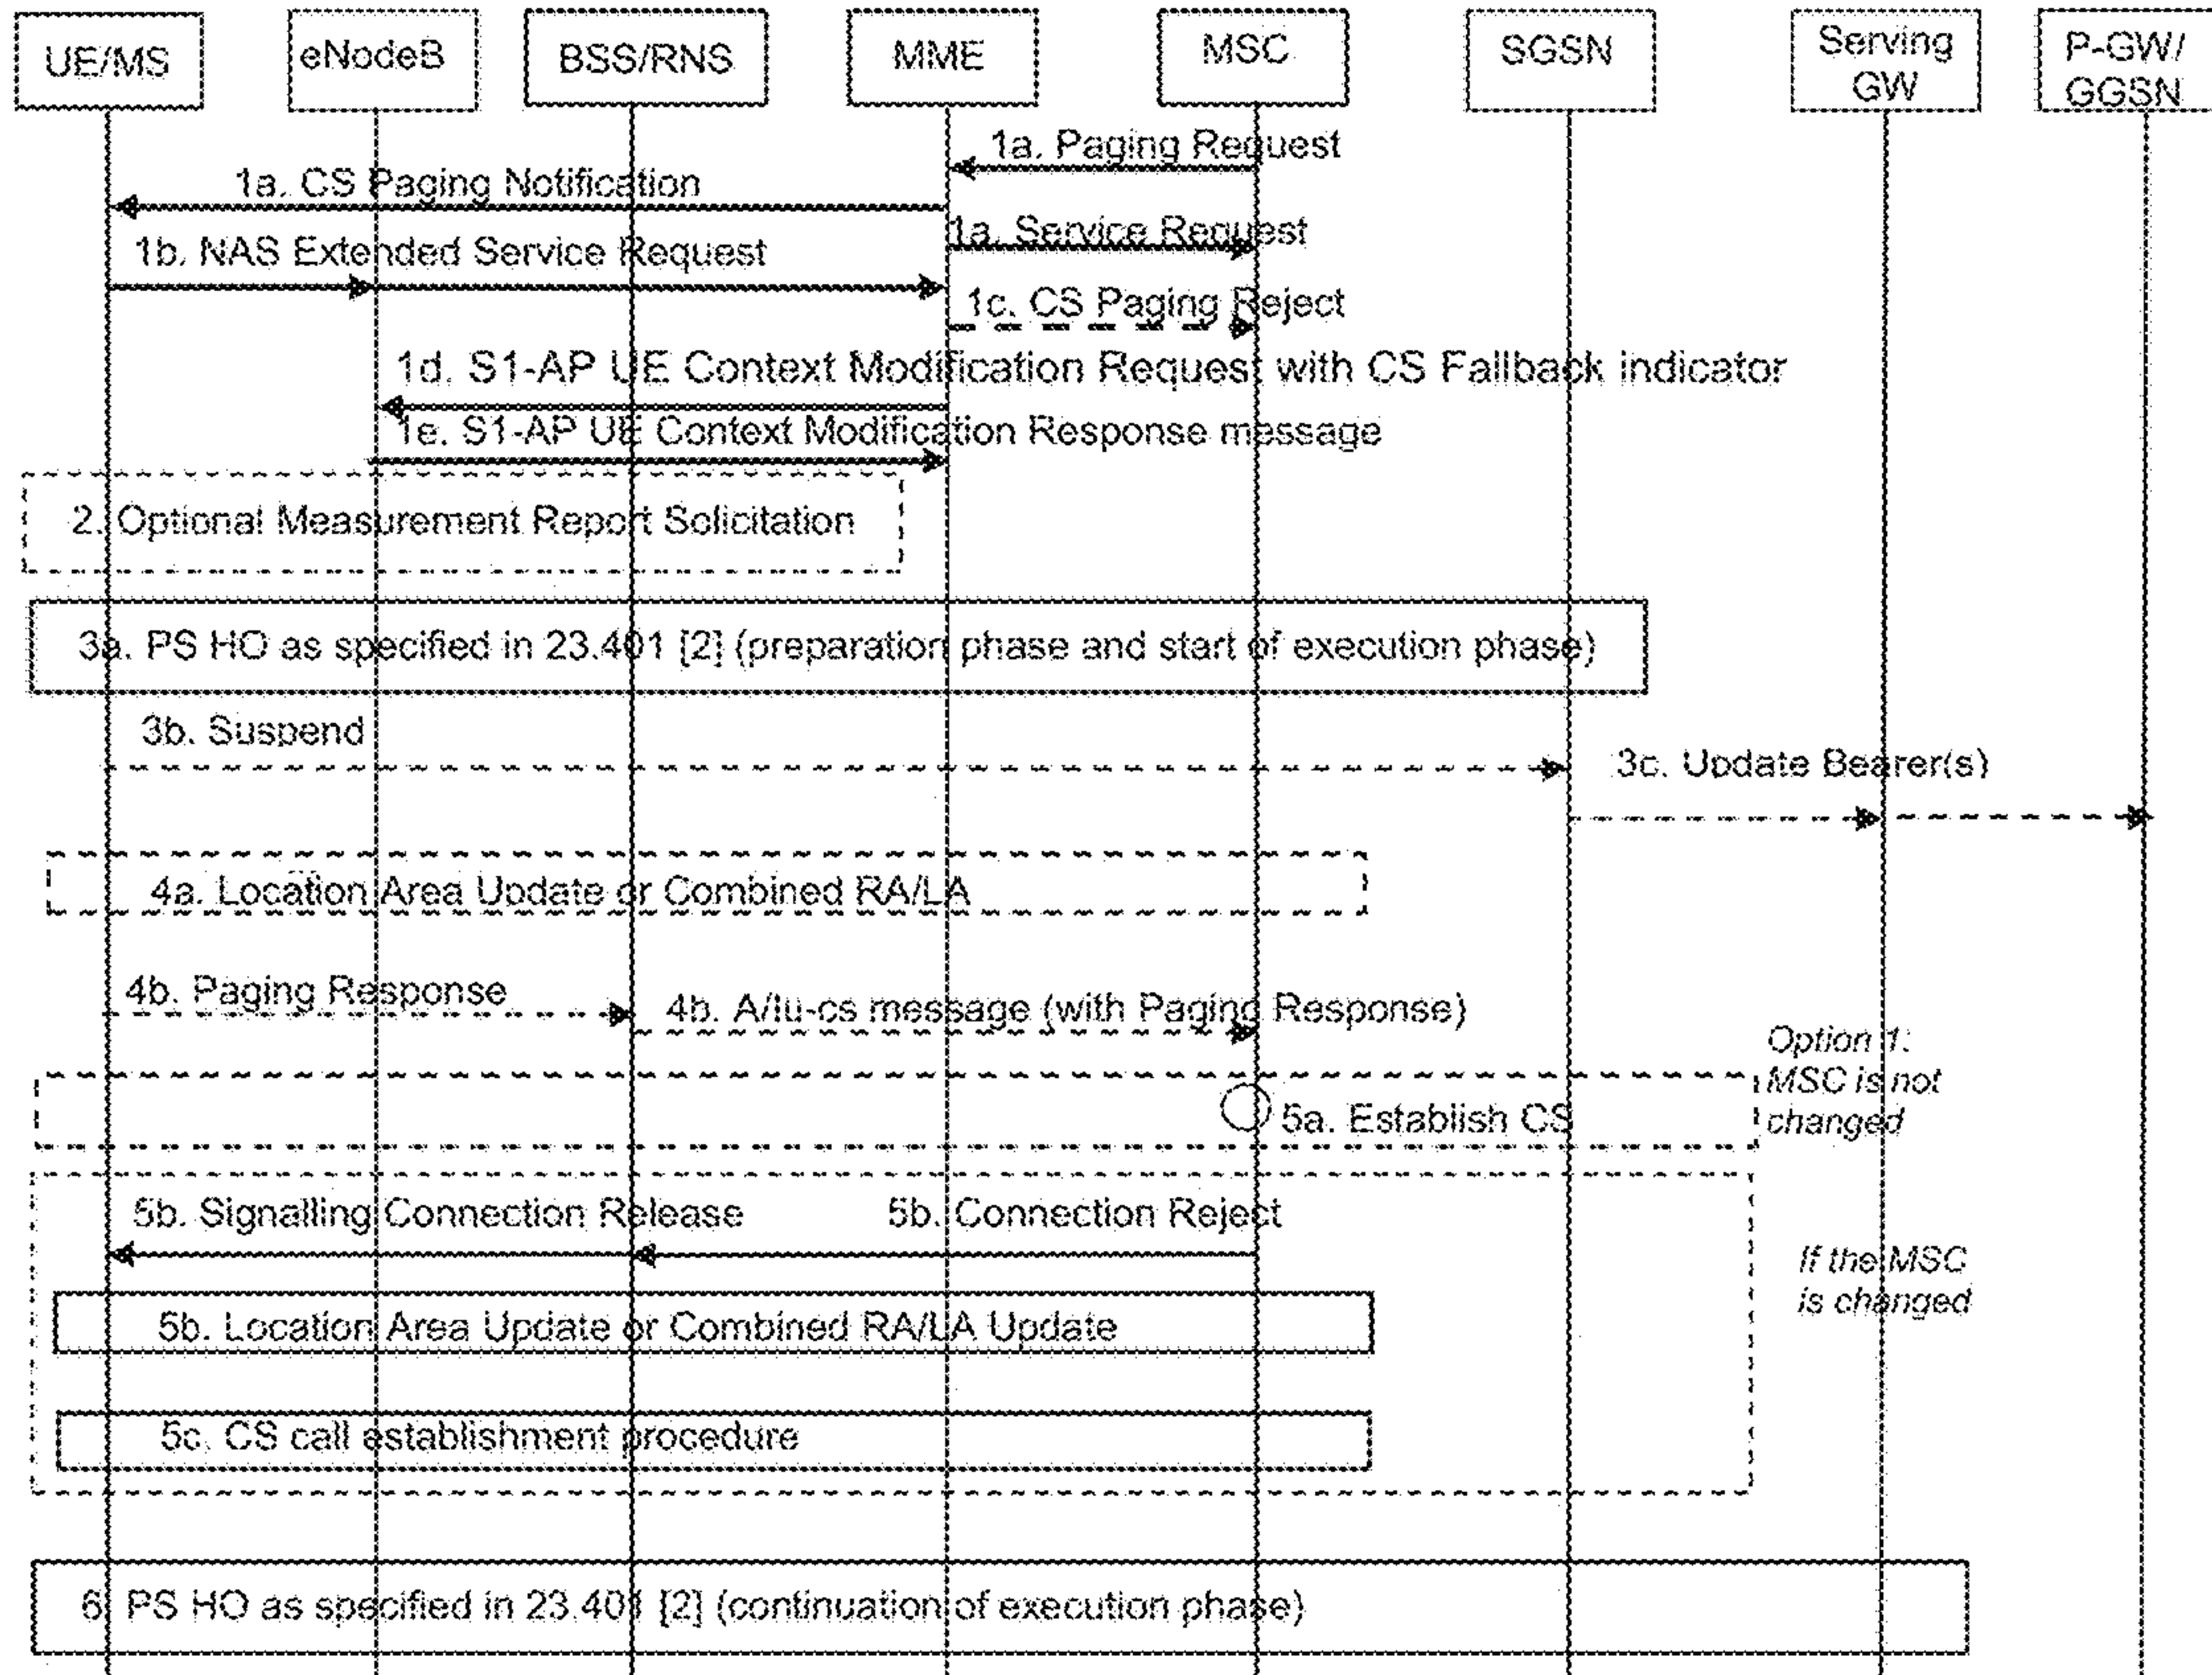 UE/MS
eNodeB
BSS/RNS
MME
MSC
SGSN
Serving
GW
P-GW/
GGSN
1a. Paging Request
1a. CS Paging Notification
1a. Service Request
1b. NAS Extended Service Request
1c. CS Paging Reject
1d. S1-AP UE Context Modification Request with CS Fallback indicator
1e. S1-AP UE Context Modification Response message
2. Optional Measurement Report Solicitation
3a. PS HO as specified in 23.401 [2] (preparation phase and start of execution phase)
3b. Suspend
3c. Update Bearer(s)
4a. Location Area Update or Combined RA/LA
4b. Paging Response
4b. A/Iu-cs message (with Paging Response)
Option 1:
MSC is not
changed
5a. Establish CS
5b. Signalling Connection Release
5b. Connection Reject
If the MSC
is changed
5b. Location Area Update or Combined RA/LA Update
5c. CS call establishment procedure
6. PS HO as specified in 23.401 [2] (continuation of execution phase)